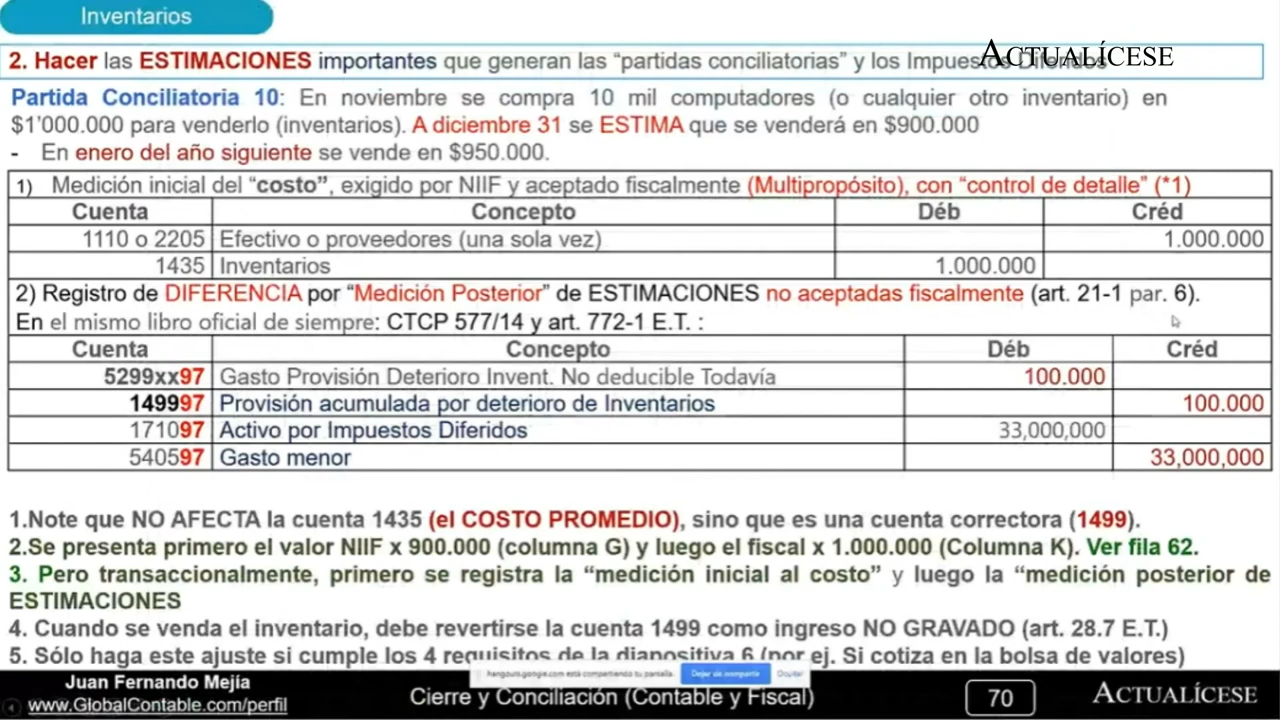 Inventarios
2. Hacer las ESTIMACIONES importantes que generan las “partidas conciliatorias” y los Impuestos Diferidos
ACTUALÍCESE
Partida Conciliatoria 10: En noviembre se compra 10 mil computadores (o cualquier otro inventario) en
$1’000.000 para venderlo (inventarios). A diciembre 31 se ESTIMA que se venderá en $900.000
- En enero del año siguiente se vende en $950.000.
1) Medición inicial del “costo”, exigido por NIIF y aceptado fiscalmente (Multipropósito), con “control de detalle” (*1)
Cuenta Concepto Déb Créd
1110 o 2205 Efectivo o proveedores (una sola vez) 1.000.000
1435 Inventarios 1.000.000
2) Registro de DIFERENCIA por “Medición Posterior” de ESTIMACIONES no aceptadas fiscalmente (art. 21-1 par. 6).
En el mismo libro oficial de siempre: CTCP 577/14 y art. 772-1 E.T. :
Cuenta Concepto Déb Créd
5299xx97 Gasto Provisión Deterioro Invent. No deducible Todavía 100.000
149997 Provisión acumulada por deterioro de Inventarios 100.000
171097 Activo por Impuestos Diferidos 33,000,000
540597 Gasto menor 33,000,000
1.Note que NO AFECTA la cuenta 1435 (el COSTO PROMEDIO), sino que es una cuenta correctora (1499).
2.Se presenta primero el valor NIIF x 900.000 (columna G) y luego el fiscal x 1.000.000 (Columna K). Ver fila 62.
3. Pero transaccionalmente, primero se registra la “medición inicial al costo” y luego la “medición posterior de
ESTIMACIONES
4. Cuando se venda el inventario, debe revertirse la cuenta 1499 como ingreso NO GRAVADO (art. 28.7 E.T.)
5. Sólo haga este ajuste si cumple los 4 requisitos de la diapositiva 6 (por ej. Si cotiza en la bolsa de valores)
hangouts.google.com está compartiendo tu pantalla. Dejar de compartir Ocultar
Juan Fernando Mejía
www.GlobalContable.com/perfil
Cierre y Conciliación (Contable y Fiscal)
70
ACTUALÍCESE